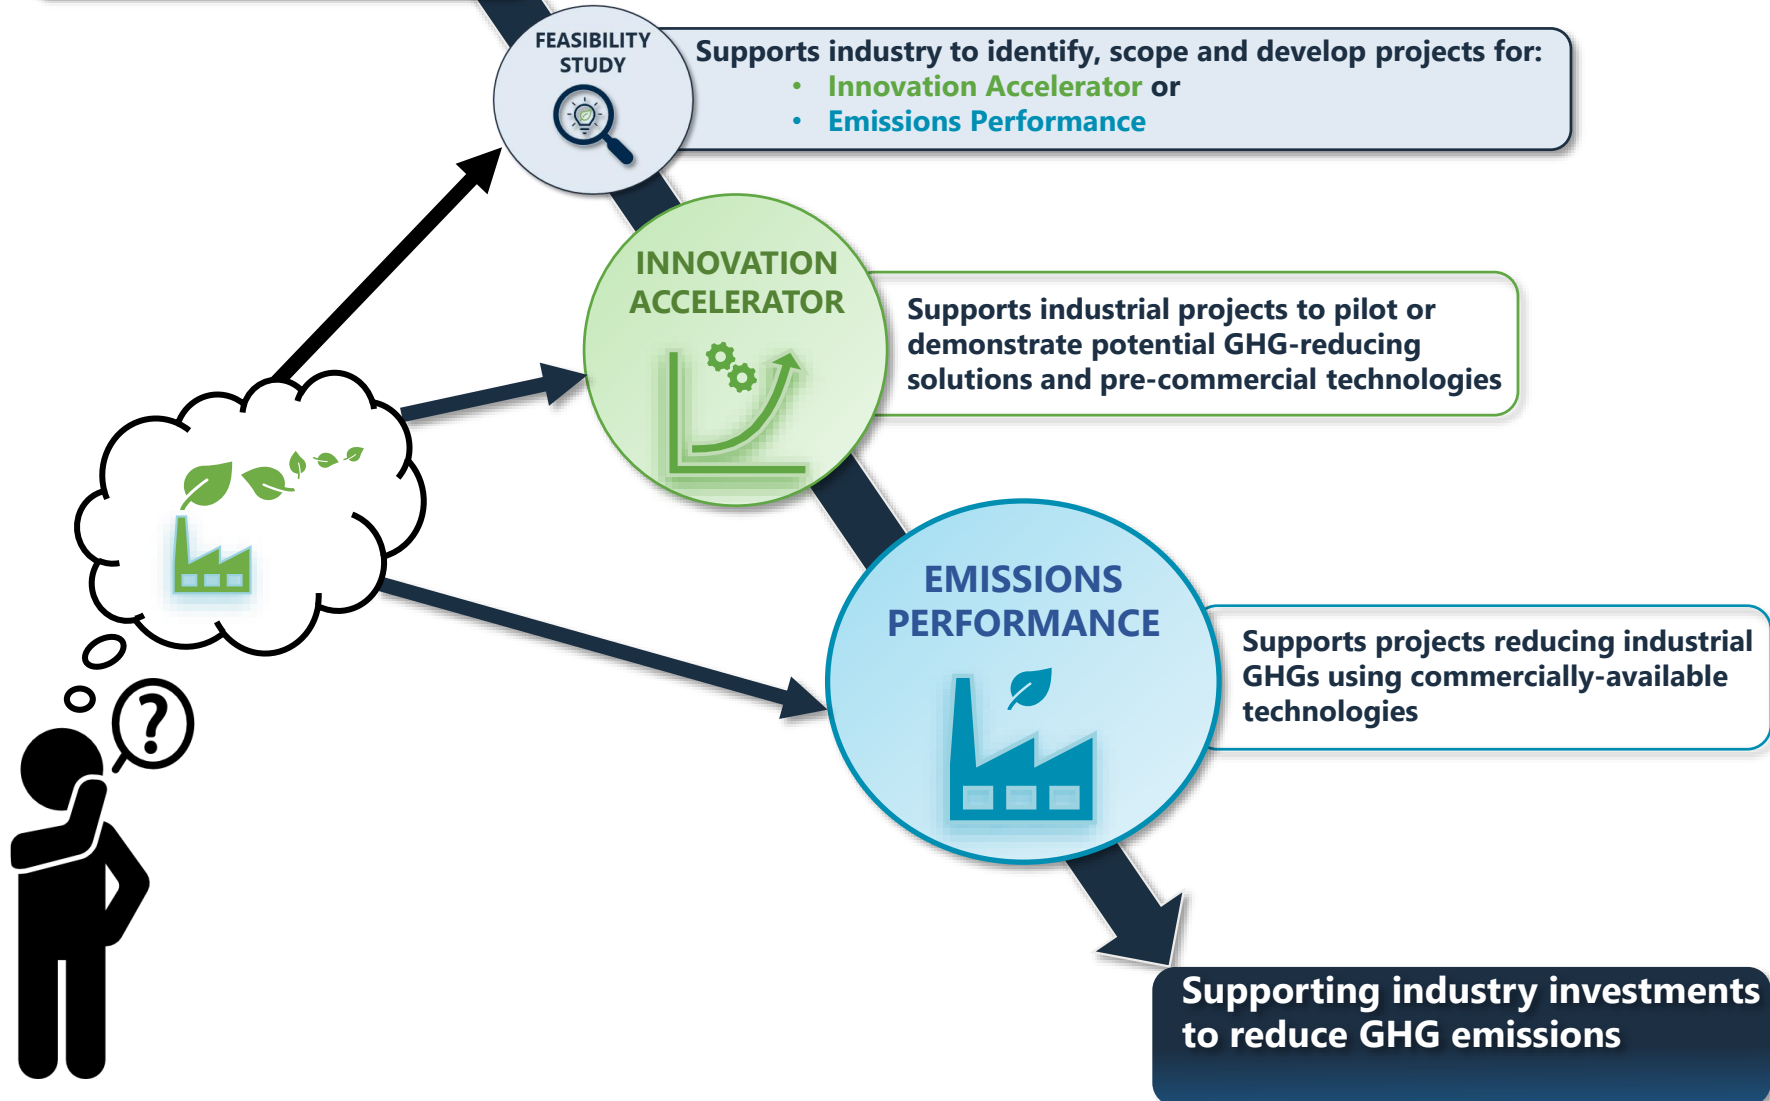 FEASIBILITY
STUDY
Supports industry to identify, scope and develop projects for:
• Innovation Accelerator or
• Emissions Performance
INNOVATION
ACCELERATOR
Supports industrial projects to pilot or
demonstrate potential GHG-reducing
solutions and pre-commercial technologies
EMISSIONS
PERFORMANCE
Supports projects reducing industrial
GHGs using commercially-available
technologies
?
Supporting industry investments
to reduce GHG emissions